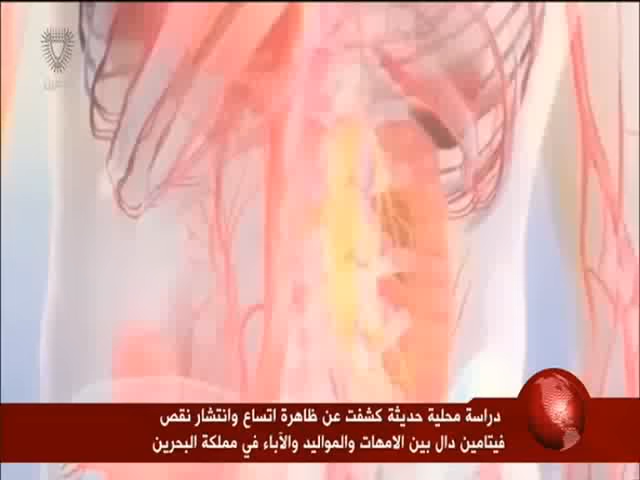 دراسة محلية حديثة كشفت عن ظاهرة اتساع وانتشار نقص
فيتامين دال بين الامهات والمواليد والآباء في مملكة البحرين